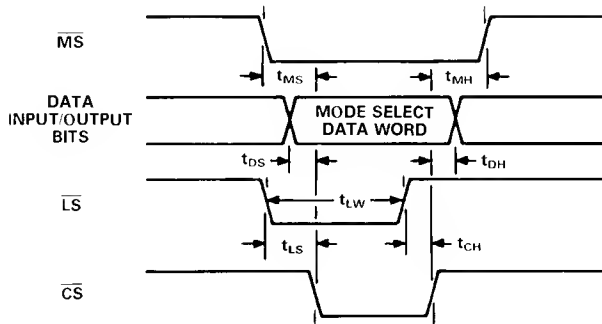 MS
tMS
tMH
DATA
INPUT/OUTPUT
BITS
MODE SELECT
DATA WORD
tDS
tDH
LS
tLW
tLS
tCH
CS